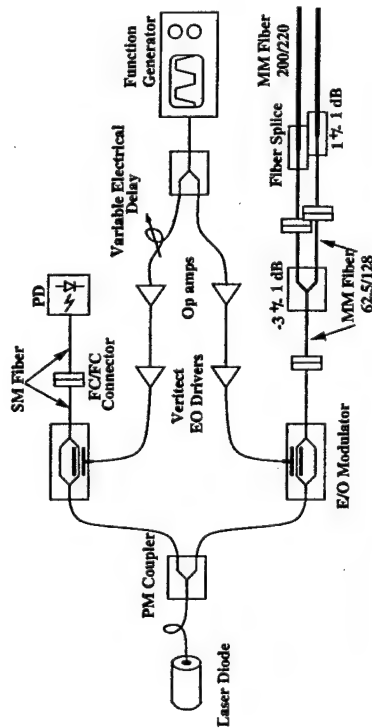 Function
Generator
Variable Electrical
Delay
PD
SM Fiber
FC/FC
Connector
Op amps
Veritect
EO Drivers
PM Coupler
Laser Diode
E/O Modulator
MM Fiber
200/220
Fiber Splice
1 +/- 1 dB
-3 +/- 1 dB
MM Fiber
62.5/128